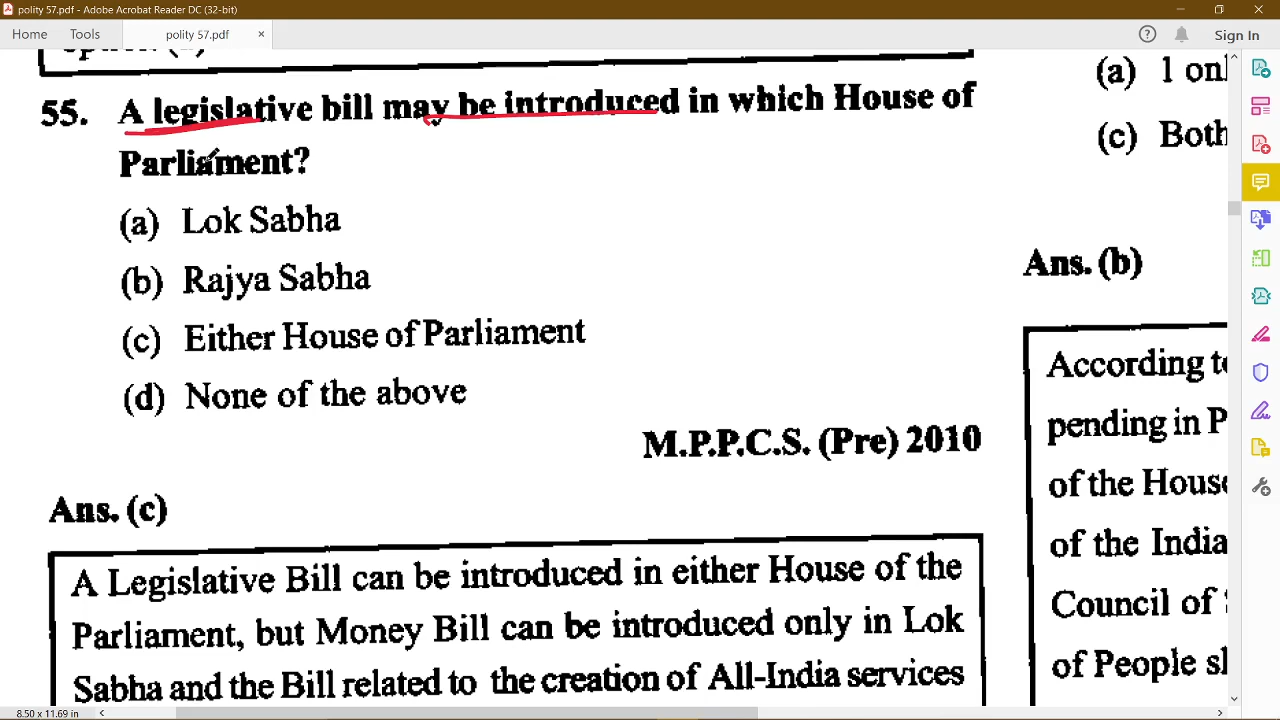 polity 57.pdf - Adobe Acrobat Reader DC (32-bit)
Home Tools polity 57.pdf × Sign In
55. A legislative bill may be introduced in which House of
Parliament?
(a) Lok Sabha
(b) Rajya Sabha
(c) Either House of Parliament
(d) None of the above
M.P.P.C.S. (Pre) 2010
Ans. (c)
A Legislative Bill can be introduced in either House of the
Parliament, but Money Bill can be introduced only in Lok
Sabha and the Bill related to the creation of All-India services
(a) 1 onl
(c) Both
Ans. (b)
According to
pending in P
of the House
of the India
Council of
of People sh
8.50 x 11.69 in